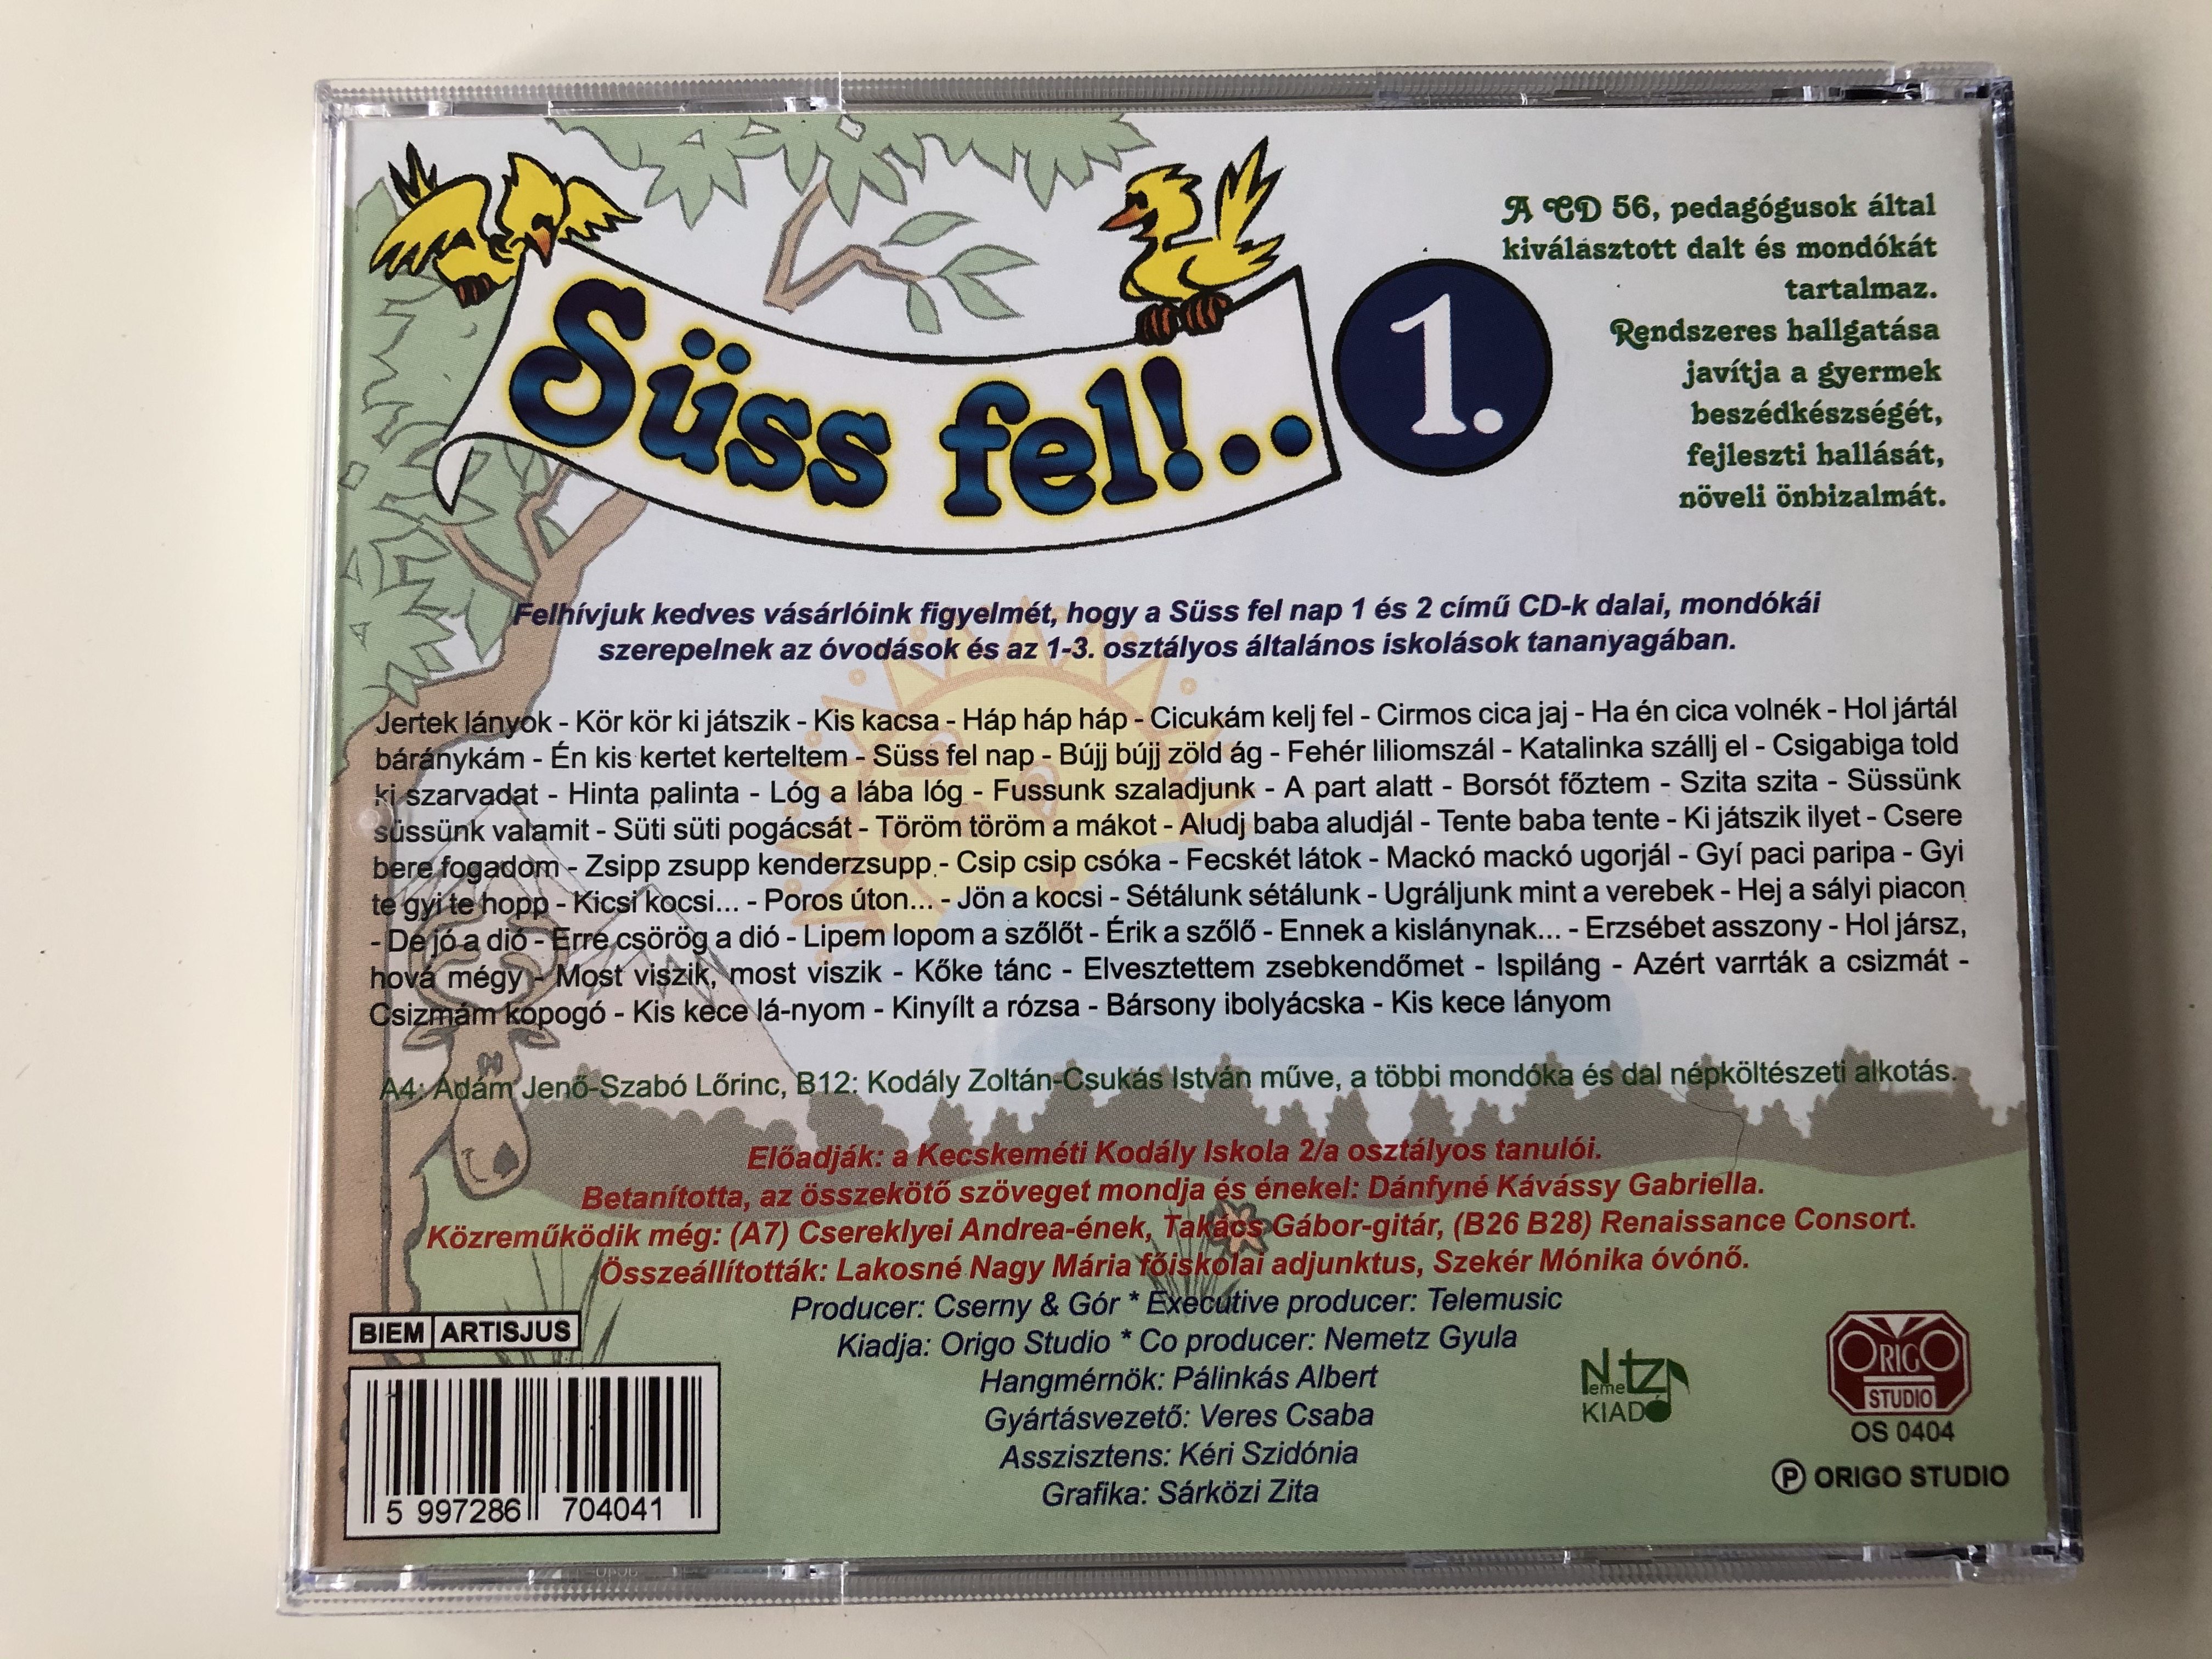 Süss fel!..
1.
A CD 56, pedagógusok által
kiválásztott dalt és mondókát
tartalmaz.
Rendszeres hallgatása
javítja a gyermek
beszédkészségét,
fejleszti hallását,
növeli önbizalmát.
Felhívjuk kedves vásárlóink figyelmét, hogy a Süss fel nap 1 és 2 című CD-k dalai, mondókái
szerepelnek az óvodások és az 1-3. osztályos általános iskolások tananyagában.
Jertek lányok - Kör kör ki játszik - Kis kacsa - Háp háp háp - Cicukám kelj fel - Cirmos cica jaj - Ha én cica volnék - Hol jártál
báránykám - Én kis kertet kerteltem - Süss fel nap - Bújj bújj zöld ág - Fehér liliomszál - Katalinka szállj el - Csigabiga told
ki szarvadat - Hinta palinta - Lóg a lába lóg - Fussunk szaladjunk - A part alatt - Borsót főztem - Szita szita - Süssünk
süssünk valamit - Süti süti pogácsát - Töröm töröm a mákot - Aludj baba aludjál - Tente baba tente - Ki játszik ilyet - Csere
bere fogadom - Zsipp zsupp kenderzsupp - Csip csip csóka - Fecskét látok - Mackó mackó ugorjál - Gyí paci paripa - Gyi
te gyi te hopp - Kicsi kocsi... - Poros úton... - Jön a kocsi - Sétálunk sétálunk - Ugráljunk mint a verebek - Hej a sályi piacon
- De jó a dió - Erre csörög a dió - Lipem lopom a szőlőt - Érik a szőlő - Ennek a kislánynak... - Erzsébet asszony - Hol jársz,
hová mégy - Most viszik, most viszik - Kőke tánc - Elvesztettem zsebkendőmet - Ispiláng - Azért varrták a csizmát -
Csizmám kopogó - Kis kece lá-nyom - Kinyílt a rózsa - Bársony ibolyácska - Kis kece lányom
A4: Ádám Jenő-Szabó Lőrinc, B12: Kodály Zoltán-Csukás István műve, a többi mondóka és dal népköltészeti alkotás.
Előadják: a Kecskeméti Kodály Iskola 2/a osztályos tanulói.
Betanította, az összekötő szöveget mondja és énekel: Dánfyné Kávássy Gabriella.
Közreműködik még: (A7) Csereklyei Andrea-ének, Takács Gábor-gitár, (B26 B28) Renaissance Consort.
Összeállították: Lakosné Nagy Mária főiskolai adjunktus, Szekér Mónika óvónő.
Producer: Cserny & Gór * Executive producer: Telemusic
Kiadja: Origo Studio * Co producer: Nemetz Gyula
Hangmérnök: Pálinkás Albert
Gyártásvezető: Veres Csaba
Asszisztens: Kéri Szidónia
Grafika: Sárközi Zita
BIEM ARTISJUS
5 997286 704041
Nemetz
KIADÓ
ORIGO
STUDIO
OS 0404
Ⓟ ORIGO STUDIO